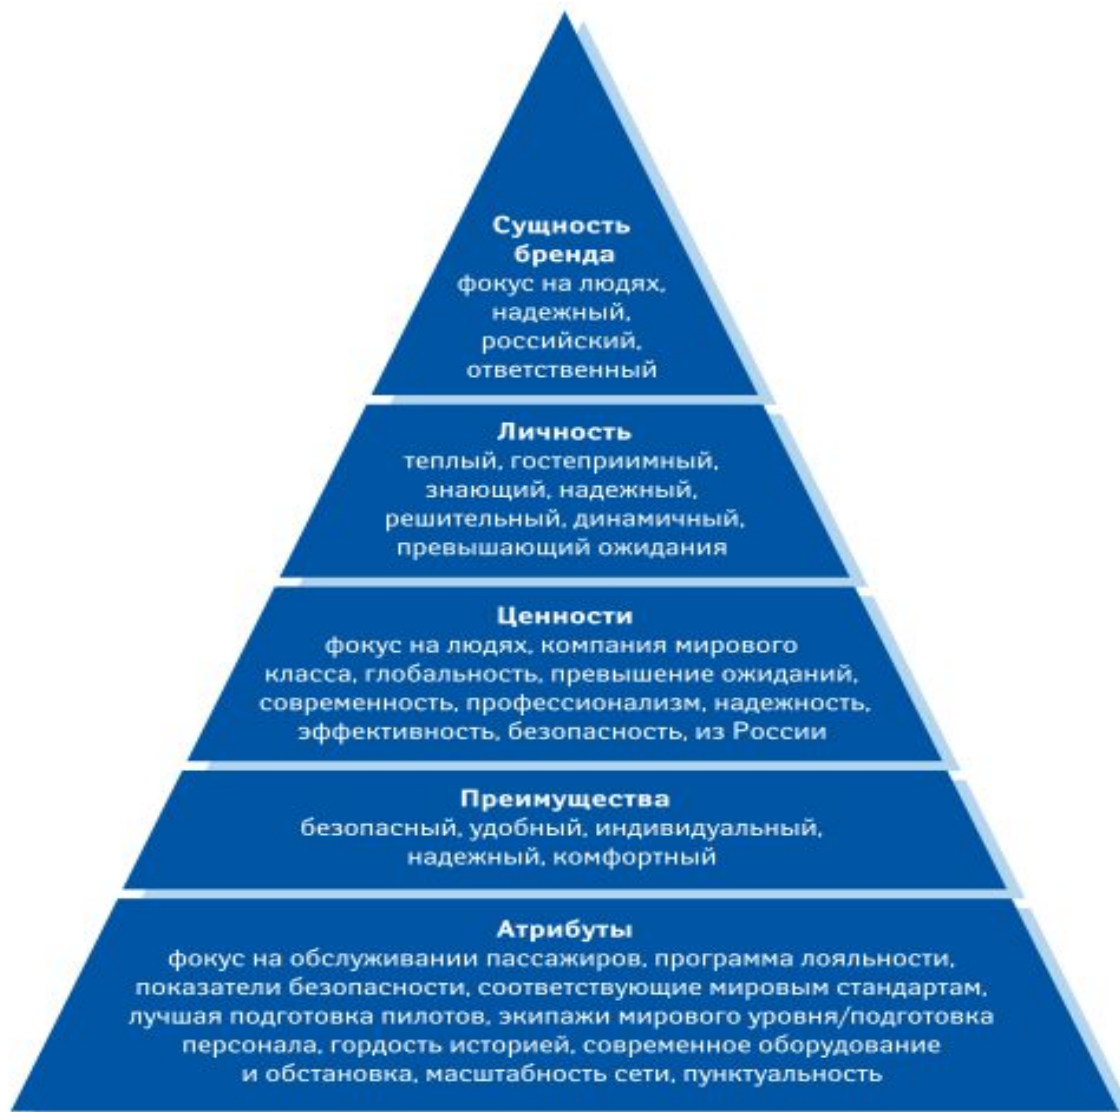 Сущность
бренда
фокус на людях,
надежный,
российский,
ответственный
Личность
теплый, гостеприимный,
знающий, надежный,
решительный, динамичный,
превышающий ожидания
Ценности
фокус на людях, компания мирового
класса, глобальность, превышение ожиданий,
современность, профессионализм, надежность,
эффективность, безопасность, из России
Преимущества
безопасный, удобный, индивидуальный,
надежный, комфортный
Атрибуты
фокус на обслуживании пассажиров, программа лояльности,
показатели безопасности, соответствующие мировым стандартам,
лучшая подготовка пилотов, экипажи мирового уровня/подготовка
персонала, гордость историей, современное оборудование
и обстановка, масштабность сети, пунктуальность